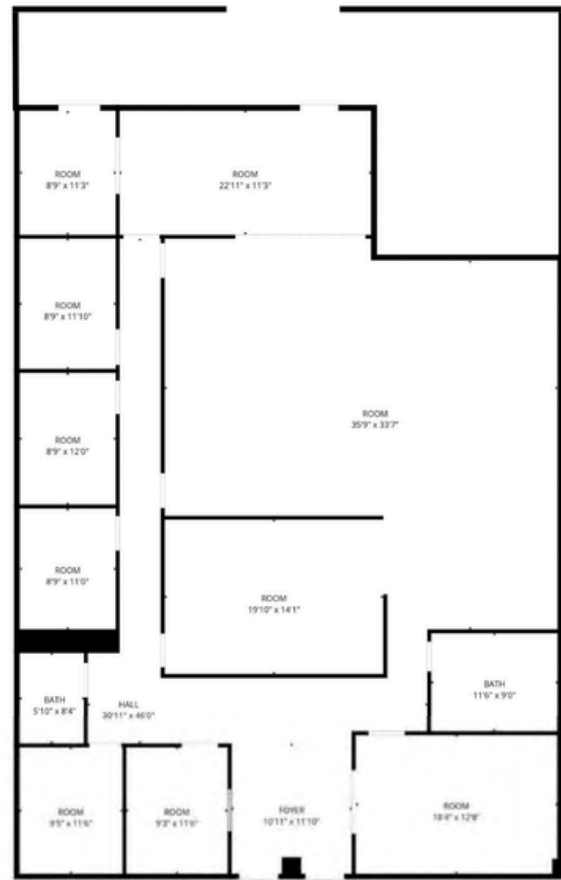 ROOM
8'9" x 11'3"
ROOM
22'11" x 11'3"
ROOM
8'9" x 11'10"
ROOM
8'9" x 12'0"
ROOM
35'9" x 33'7"
ROOM
8'9" x 11'0"
ROOM
19'10" x 14'1"
BATH
5'10" x 8'4"
HALL
30'11" x 46'0"
BATH
11'6" x 9'0"
ROOM
9'5" x 11'6"
ROOM
9'3" x 11'6"
FOYER
10'11" x 11'10"
ROOM
18'4" x 12'8"